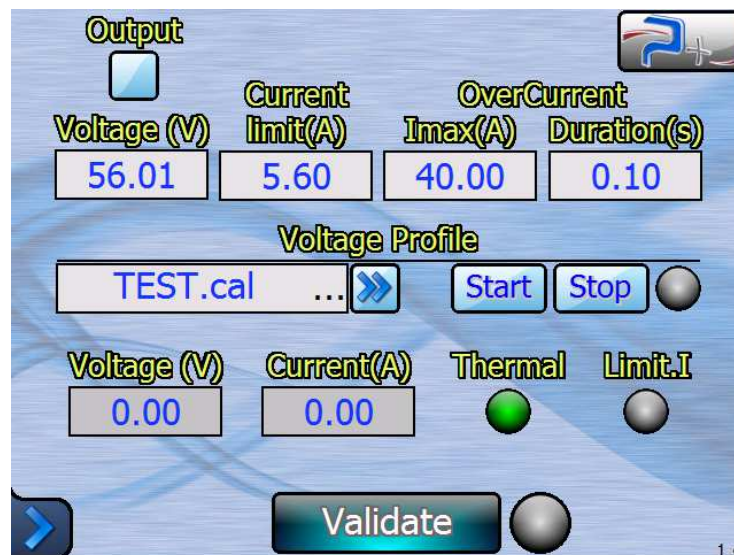 Output
Current OverCurrent
Voltage (V) limit(A) Imax(A) Duration(s)
56.01 5.60 40.00 0.10
Voltage Profile
TEST.cal ... Start Stop
Voltage (V) Current(A) Thermal Limit.I
0.00 0.00
Validate